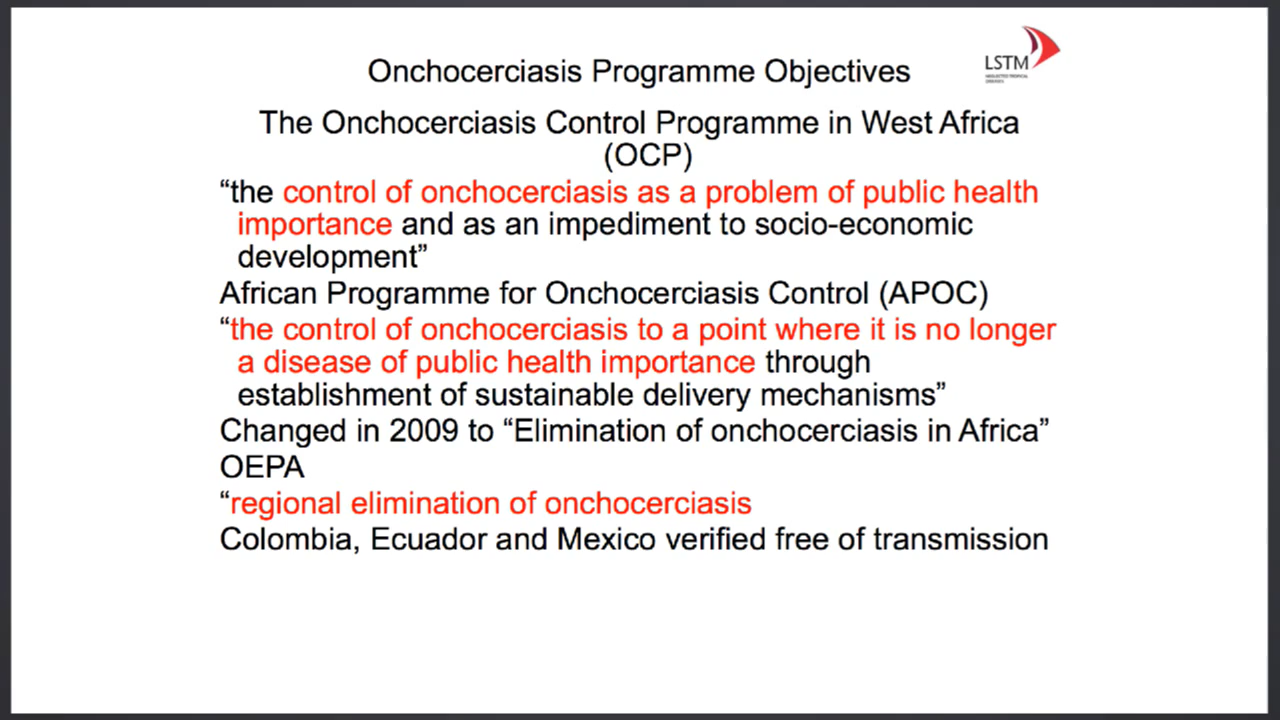 Onchocerciasis Programme Objectives
LSTM
NEGLECTED TROPICAL
DISEASES
The Onchocerciasis Control Programme in West Africa
(OCP)
“the control of onchocerciasis as a problem of public health
importance and as an impediment to socio-economic
development”
African Programme for Onchocerciasis Control (APOC)
“the control of onchocerciasis to a point where it is no longer
a disease of public health importance through
establishment of sustainable delivery mechanisms”
Changed in 2009 to “Elimination of onchocerciasis in Africa”
OEPA
“regional elimination of onchocerciasis
Colombia, Ecuador and Mexico verified free of transmission